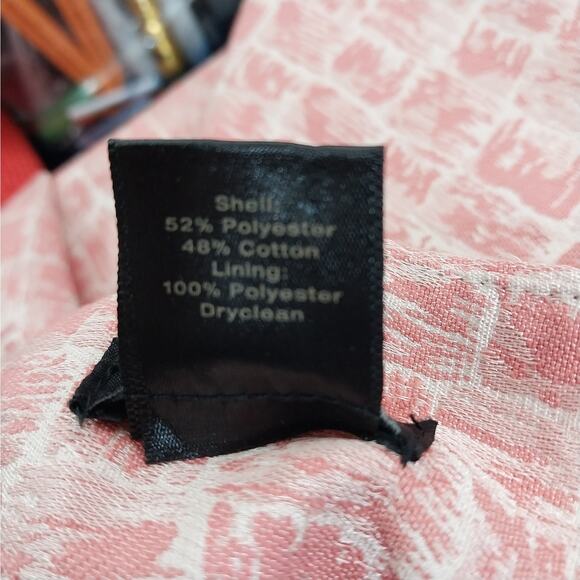 Shell:
52% Polyester
48% Cotton
Lining:
100% Polyester
Dryclean